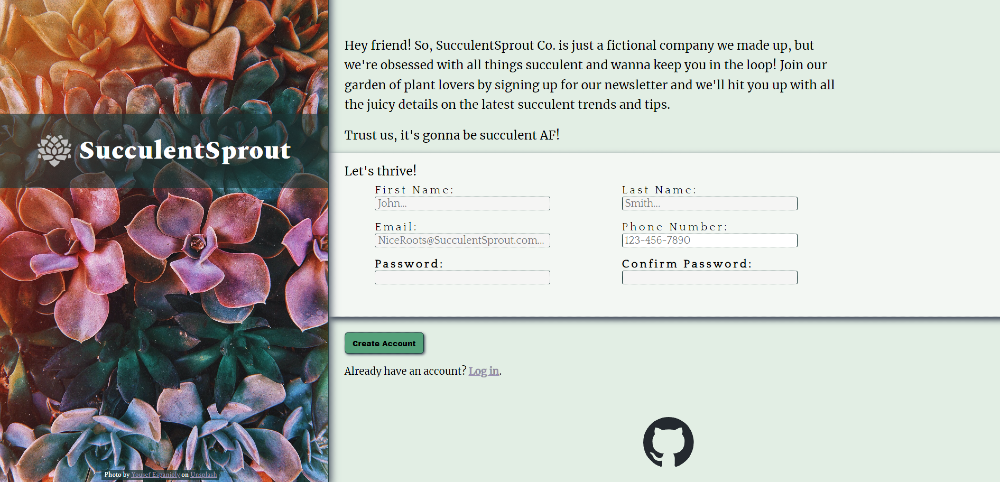 SucculentSprout
Photo by Yousef Espanioly on Unsplash
Hey friend! So, SucculentSprout Co. is just a fictional company we made up, but
we're obsessed with all things succulent and wanna keep you in the loop! Join our
garden of plant lovers by signing up for our newsletter and we'll hit you up with all
the juicy details on the latest succulent trends and tips.
Trust us, it's gonna be succulent AF!
Let's thrive!
First Name:
Last Name:
John...
Smith...
Email:
Phone Number:
NiceRoots@SucculentSprout.com...
123-456-7890
Password:
Confirm Password:
Create Account
Already have an account? Log in.